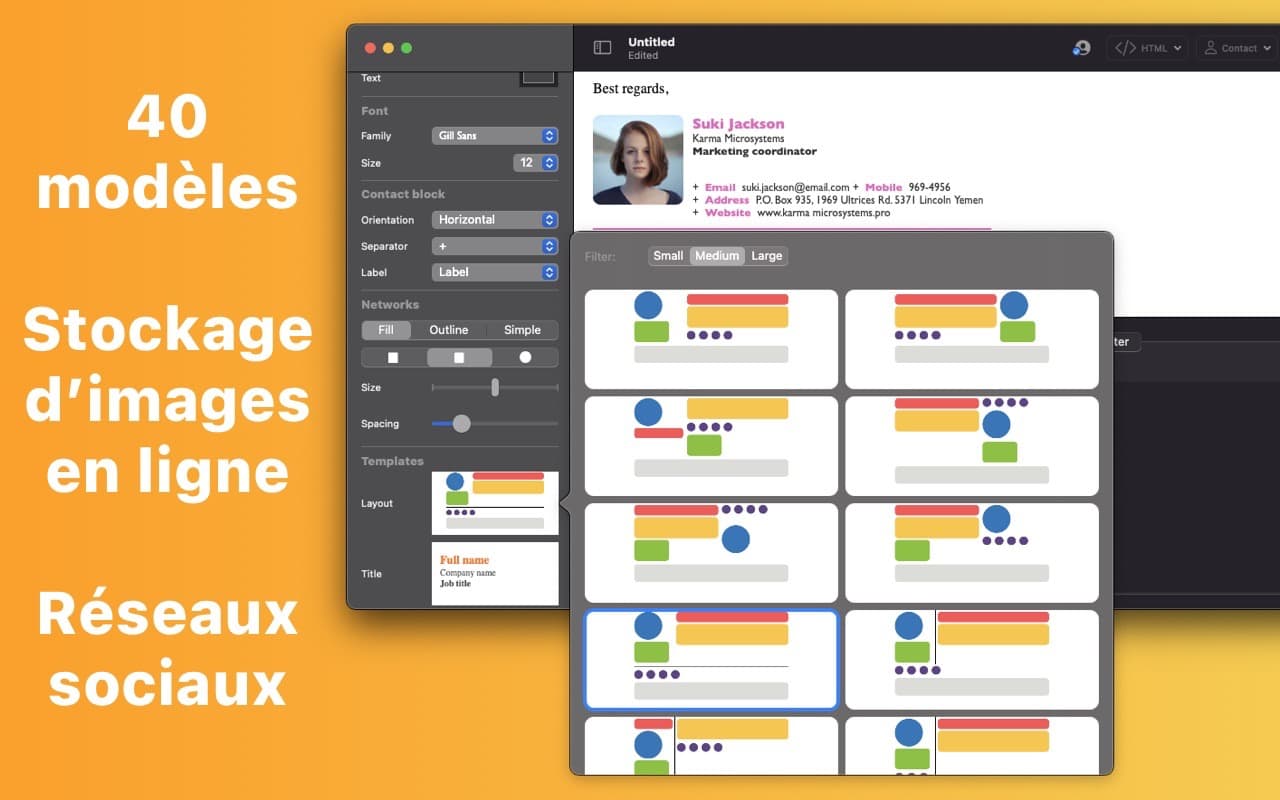 40
modèles
Stockage
d’images
en ligne
Réseaux
sociaux
Text
Font
Family Gill Sans
Size 12
Contact block
Orientation Horizontal
Separator +
Label Label
Networks
Fill Outline Simple
Size
Spacing
Templates
Layout
Title
Full name
Company name
Job title
Untitled
Edited
HTML Contact
Best regards,
Suki Jackson
Karma Microsystems
Marketing coordinator
+ Email suki.jackson@email.com + Mobile 969-4956
+ Address P.O. Box 935, 1969 Ultrices Rd. 5371 Lincoln Yemen
+ Website www.karma microsystems.pro
Filter: Small Medium Large
ter